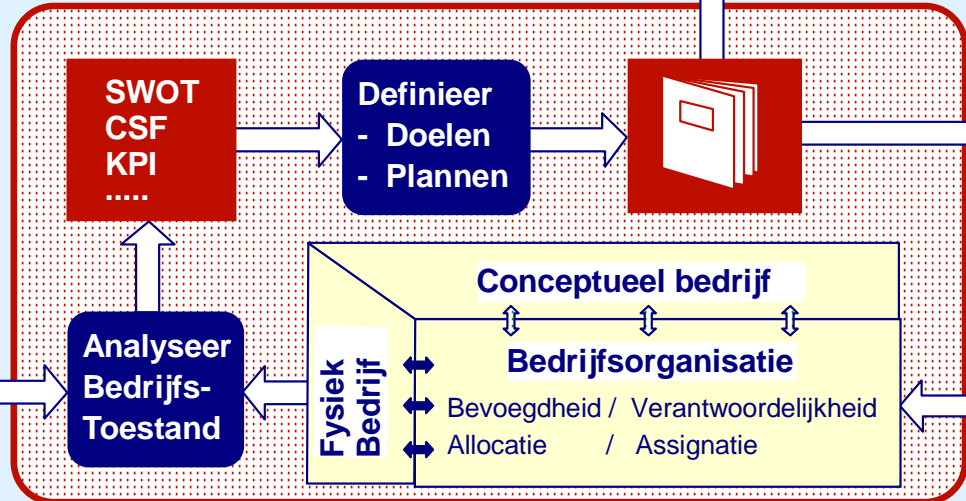 SWOT
CSF
KPI
.....
Definieer
- Doelen
- Plannen
Analyseer
Bedrijfs-
Toestand
Fysiek
Bedrijf
Conceptueel bedrijf
Bedrijfsorganisatie
Bevoegdheid / Verantwoordelijkheid
Allocatie / Assignatie